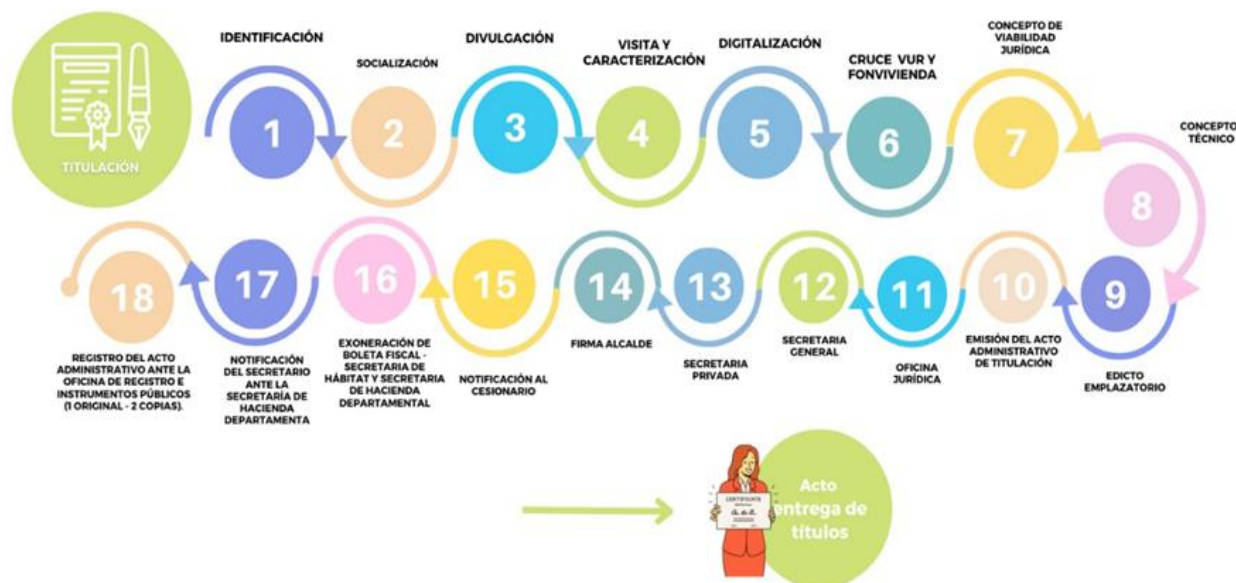 TITULACIÓN
IDENTIFICACIÓN
1
SOCIALIZACIÓN
2
DIVULGACIÓN
3
VISITA Y
CARACTERIZACIÓN
4
DIGITALIZACIÓN
5
CRUCE VUR Y
FONVIVIENDA
6
CONCEPTO DE
VIABILIDAD
JURÍDICA
7
CONCEPTO
TÉCNICO
8
9
EDICTO
EMPLAZATORIO
10
EMISIÓN DEL ACTO
ADMINISTRATIVO
DE TITULACIÓN
11
OFICINA
JURÍDICA
12
SECRETARIA
GENERAL
13
SECRETARIA
PRIVADA
14
FIRMA ALCALDE
15
NOTIFICACIÓN AL
CESIONARIO
16
EXONERACIÓN DE
BOLETA FISCAL -
SECRETARIA DE
HÁBITAT Y SECRETARIA
DE HACIENDA
DEPARTAMENTAL
17
NOTIFICACIÓN
DEL SECRETARIO
ANTE LA
SECRETARÍA DE
HACIENDA
DEPARTAMENTA
18
REGISTRO DEL ACTO
ADMINISTRATIVO ANTE LA
OFICINA DE REGISTRO E
INSTRUMENTOS PÚBLICOS
(1 ORIGINAL - 2 COPIAS).
Acto
entrega de
títulos